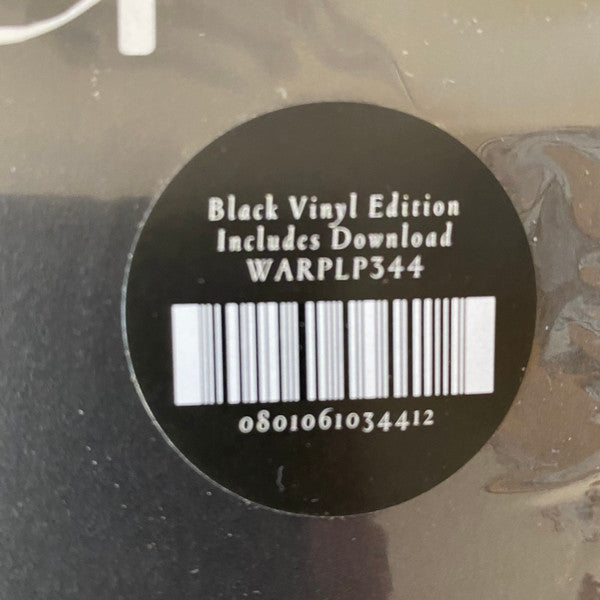 Black Vinyl Edition
Includes Download
WARPLP344
0801061034412